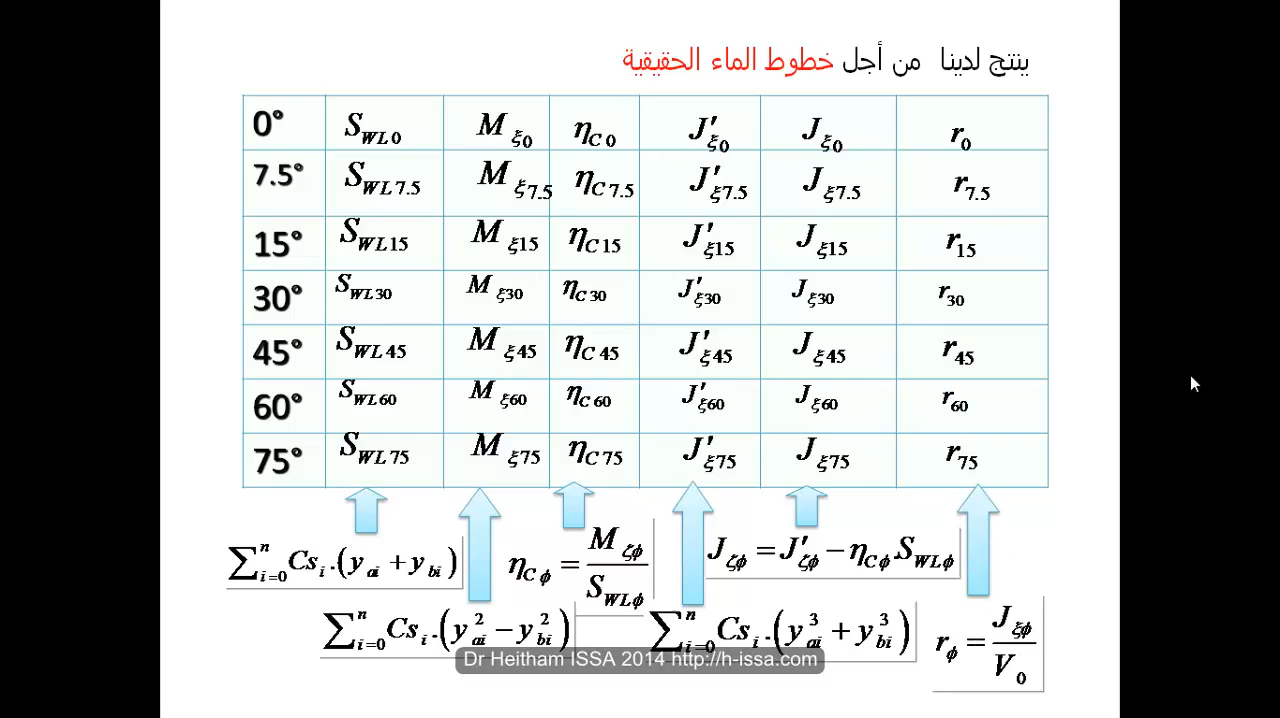 ينتج لدينا من أجل خطوط الماء الحقيقية
0° S_WL0 M_ξ0 η_C0 J′_ξ0 J_ξ0 r_0
7.5° S_WL7.5 M_ξ7.5 η_C7.5 J′_ξ7.5 J_ξ7.5 r_7.5
15° S_WL15 M_ξ15 η_C15 J′_ξ15 J_ξ15 r_15
30° S_WL30 M_ξ30 η_C30 J′_ξ30 J_ξ30 r_30
45° S_WL45 M_ξ45 η_C45 J′_ξ45 J_ξ45 r_45
60° S_WL60 M_ξ60 η_C60 J′_ξ60 J_ξ60 r_60
75° S_WL75 M_ξ75 η_C75 J′_ξ75 J_ξ75 r_75
∑_{i=0}^{n} Cs_i.(y_ai + y_bi)
η_Cϕ = M_ζϕ / S_WLϕ
J_ζϕ = J′_ζϕ − η_Cϕ.S_WLϕ
∑_{i=0}^{n} Cs_i.(y_ai^2 − y_bi^2)
∑_{i=0}^{n} Cs_i.(y_ai^3 + y_bi^3)
r_ϕ = J_ξϕ / V_0
Dr Heitham ISSA 2014 http://h-issa.com